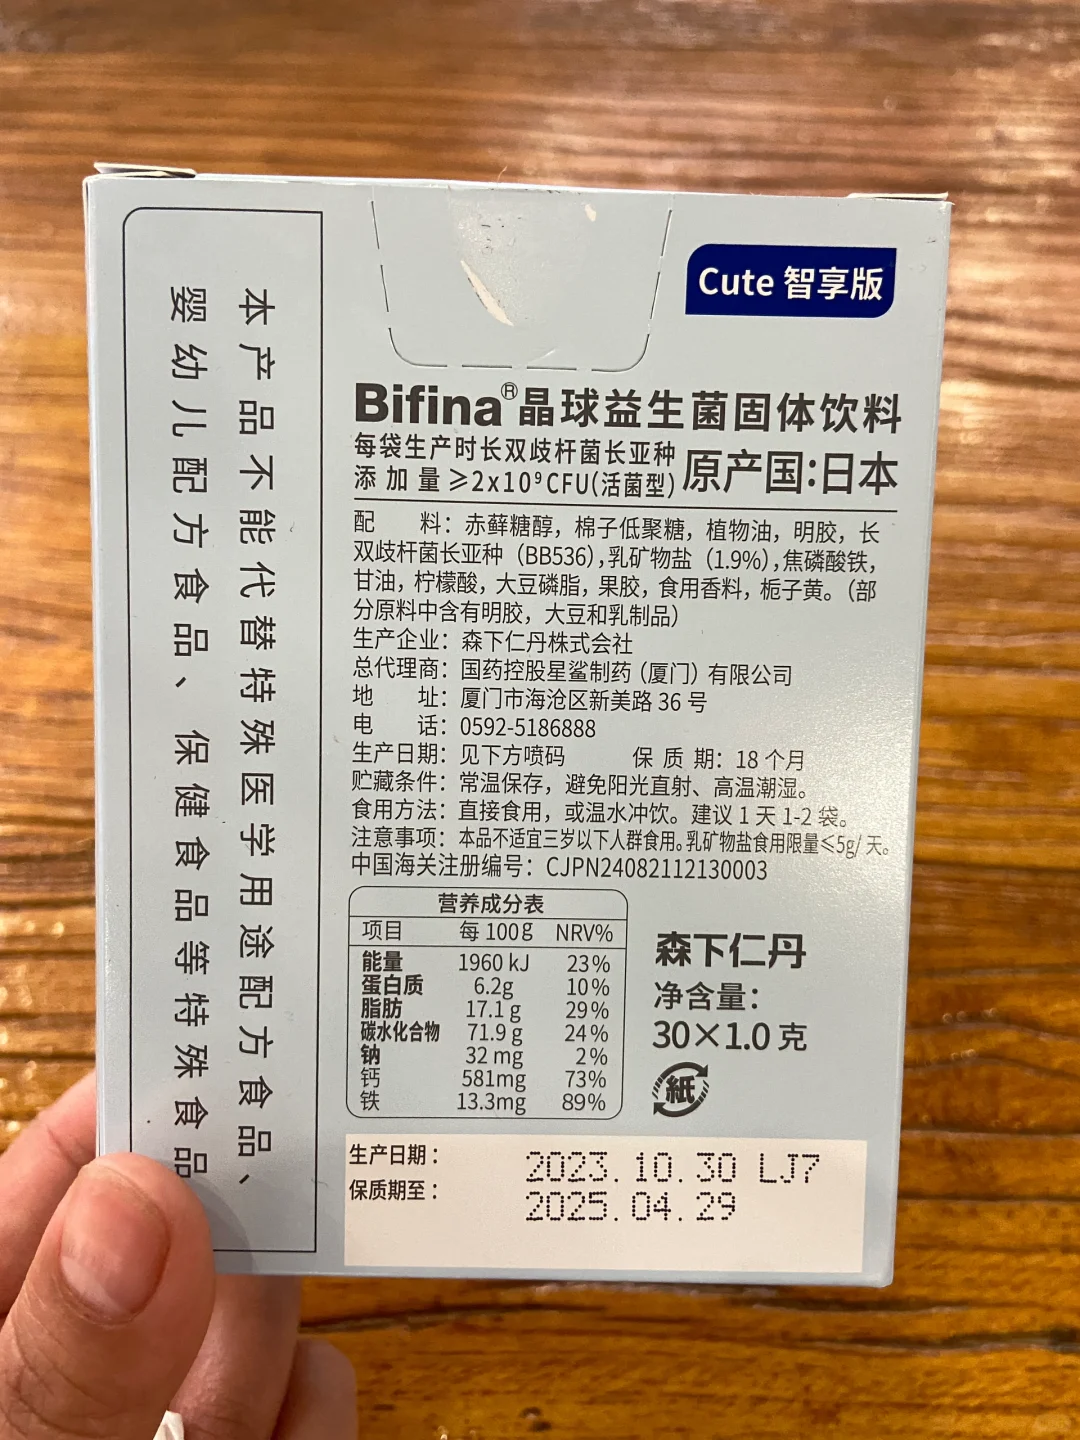 本产品不能代替特殊医学用途配方食品、
婴幼儿配方食品、保健食品等特殊食品
Cute 智享版
Bifina®晶球益生菌固体饮料
每袋生产时长双歧杆菌长亚种
添加量≥2x10⁹CFU(活菌型)
原产国:日本
配 料：赤藓糖醇，棉子低聚糖，植物油，明胶，长
双歧杆菌长亚种（BB536）,乳矿物盐（1.9%）,焦磷酸铁，
甘油，柠檬酸，大豆磷脂，果胶，食用香料，栀子黄。（部
分原料中含有明胶，大豆和乳制品）
生产企业：森下仁丹株式会社
总代理商：国药控股星鲨制药（厦门）有限公司
地 址：厦门市海沧区新美路 36 号
电 话：0592-5186888
生产日期：见下方喷码 保 质 期：18 个月
贮藏条件：常温保存，避免阳光直射、高温潮湿。
食用方法：直接食用，或温水冲饮。建议 1 天 1-2 袋。
注意事项：本品不适宜三岁以下人群食用。乳矿物盐食用限量≤5g/ 天。
中国海关注册编号：CJPN24082112130003
营养成分表
项目 每 100g NRV%
能量 1960 kJ 23%
蛋白质 6.2g 10%
脂肪 17.1 g 29%
碳水化合物 71.9 g 24%
钠 32 mg 2%
钙 581mg 73%
铁 13.3mg 89%
森下仁丹
净含量：
30×1.0 克
紙
生产日期： 2023.10.30 LJ7
保质期至： 2025.04.29